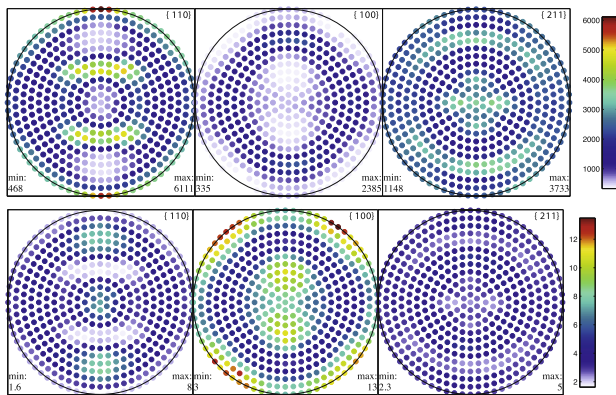 {110}
{100}
{211}
min:
468
max:
6111
min:
335
max:
2385
min:
1148
max:
3733
6000
5000
4000
3000
2000
1000
{110}
{100}
{211}
min:
1.6
max:
8
min:
3
max:
13
min:
2.3
max:
5
12
10
8
6
4
2